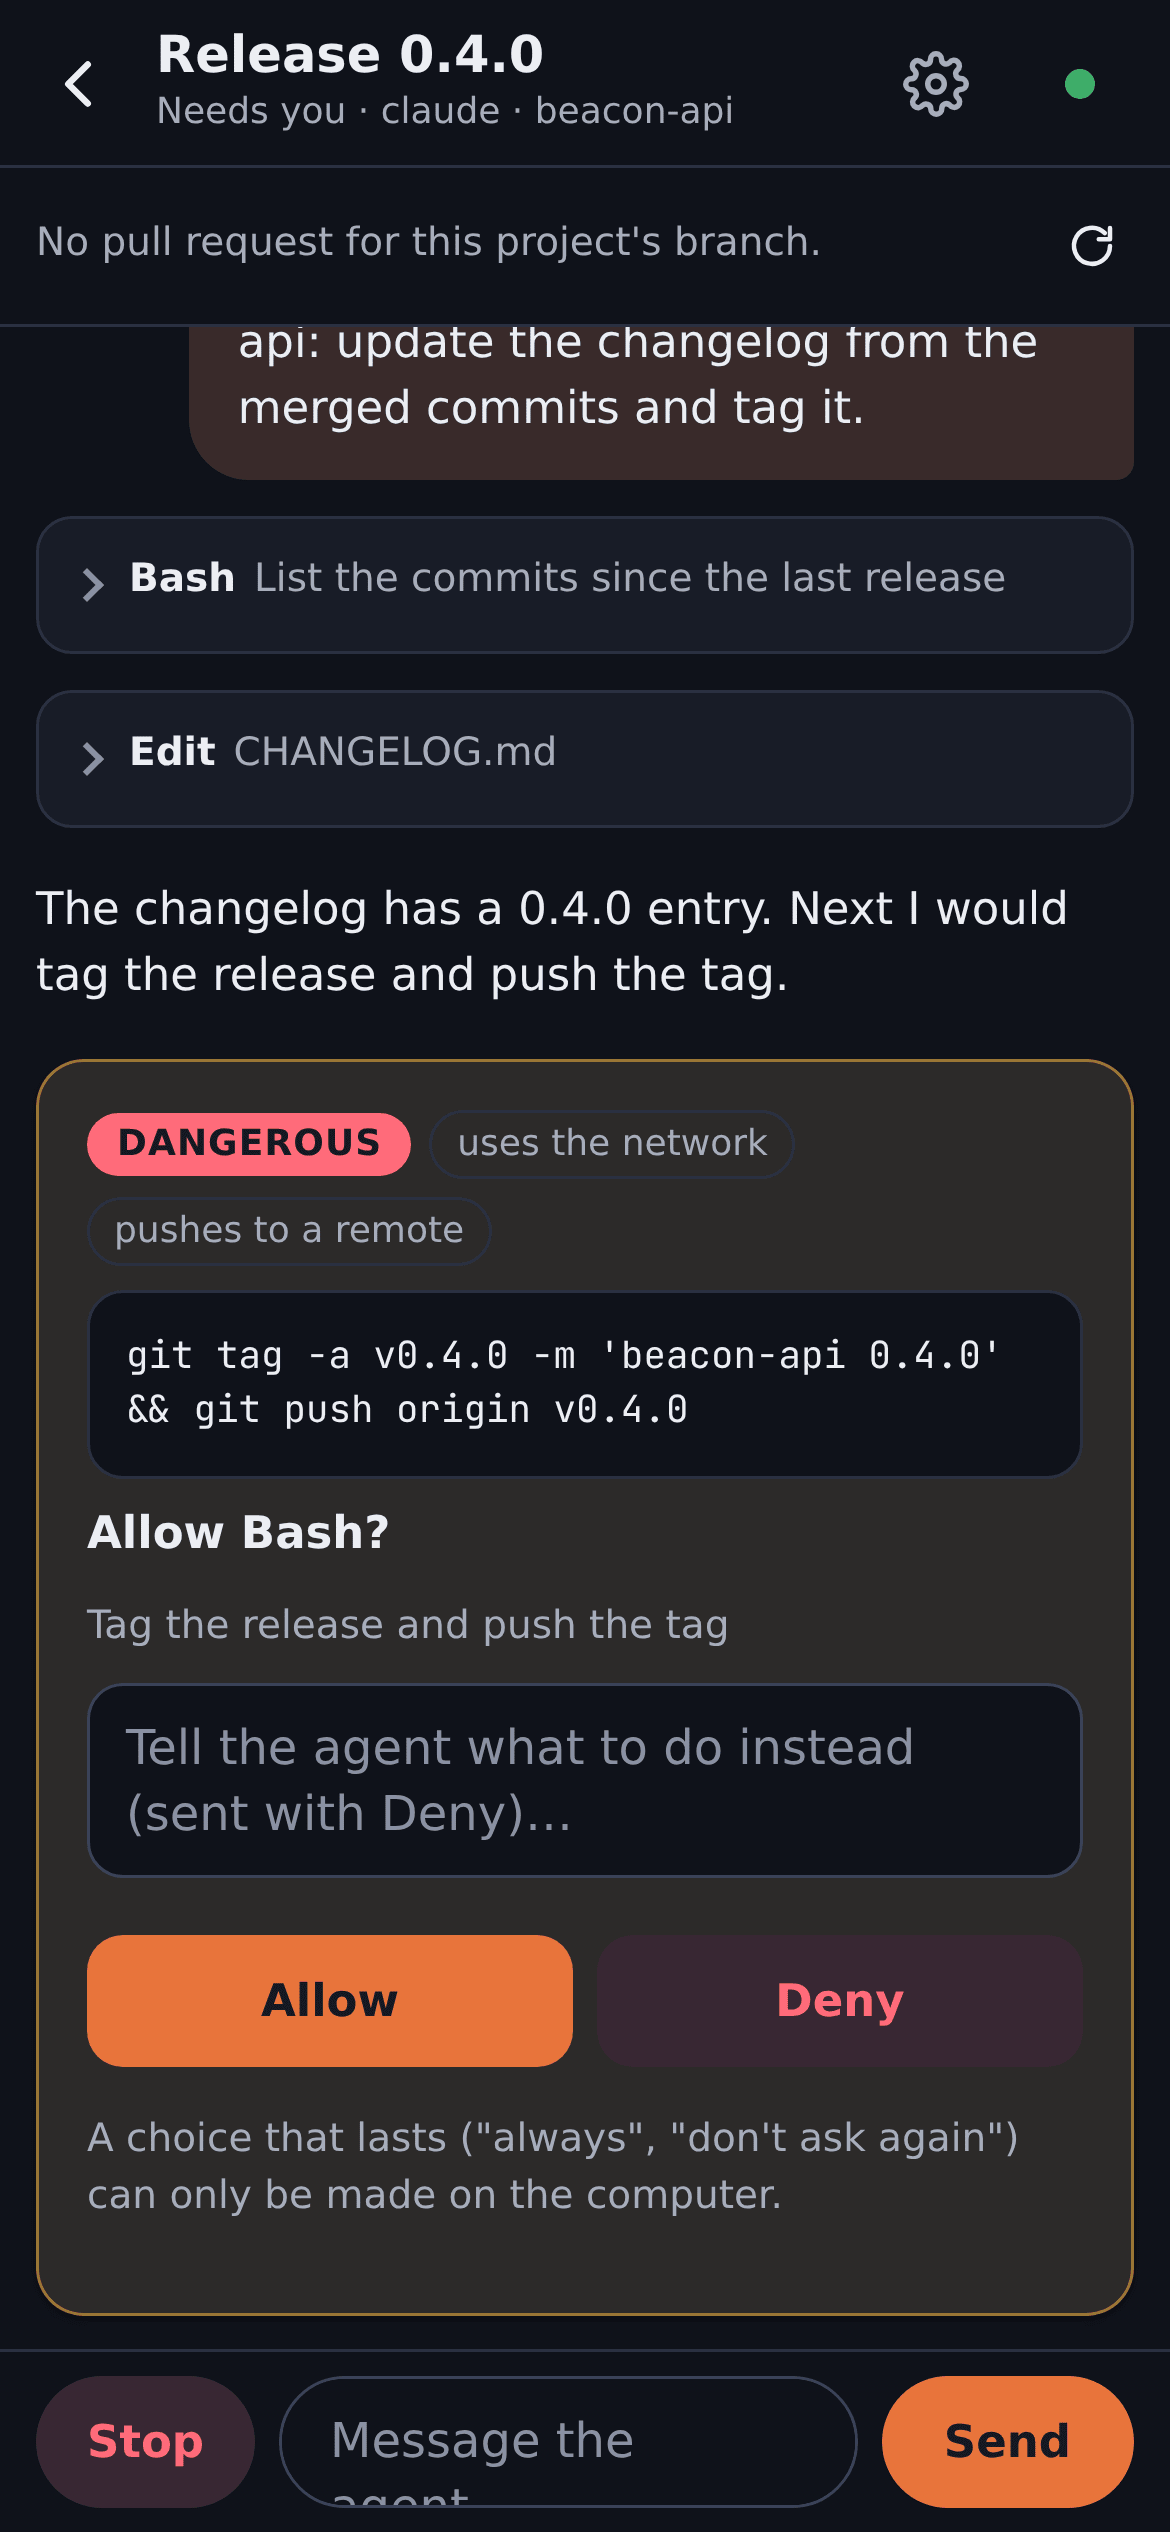 Release 0.4.0
Needs you · claude · beacon-api
No pull request for this project's branch.
api: update the changelog from the
merged commits and tag it.
Bash List the commits since the last release
Edit CHANGELOG.md
The changelog has a 0.4.0 entry. Next I would
tag the release and push the tag.
DANGEROUS uses the network
pushes to a remote
git tag -a v0.4.0 -m 'beacon-api 0.4.0'
&& git push origin v0.4.0
Allow Bash?
Tag the release and push the tag
Tell the agent what to do instead
(sent with Deny)…
Allow Deny
A choice that lasts ("always", "don't ask again")
can only be made on the computer.
Stop Message the Send
agent